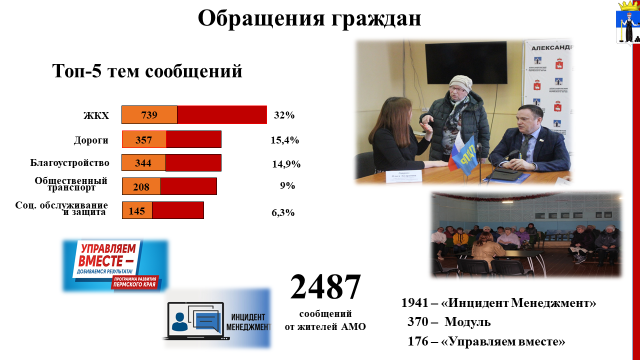 Обращения граждан
Топ-5 тем сообщений
ЖКХ 739 32%
Дороги 357 15,4%
Благоустройство 344 14,9%
Общественный
транспорт 208 9%
Соц. обслуживание
и защита 145 6,3%
АЛЕКСАНД
УПРАВЛЯЕМ
ВМЕСТЕ –
ДОБИВАЕМСЯ РЕЗУЛЬТАТА!
ПРОГРАММА РАЗВИТИЯ
ПЕРМСКОГО КРАЯ
ИНЦИДЕНТ
МЕНЕДЖМЕНТ
2487
сообщений
от жителей АМО
1941 – «Инцидент Менеджмент»
370 – Модуль
176 – «Управляем вместе»